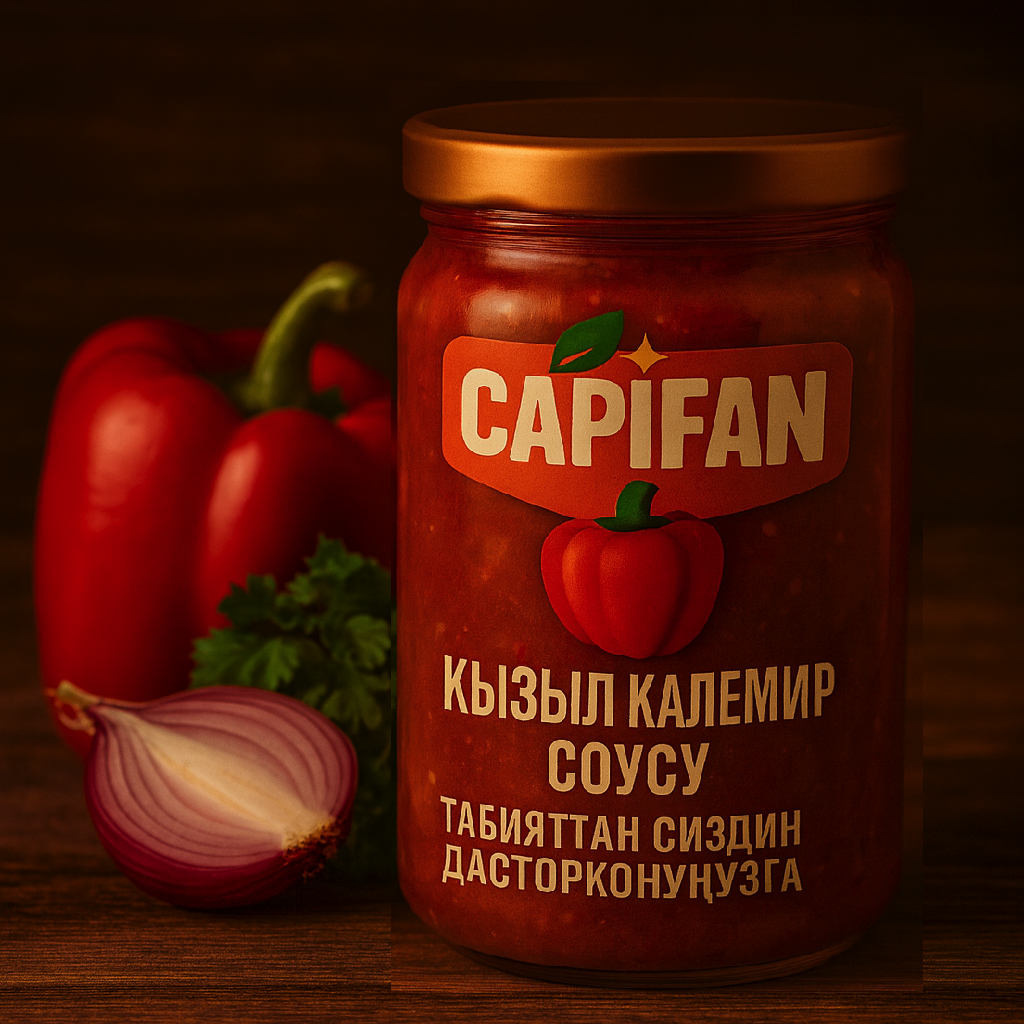 CAPIFAN
КЫЗЫЛ КАЛЕМИР
СОУСУ
ТАБИЯТТАН СИЗДИН
ДАСТОРКОНУҢУЗГА